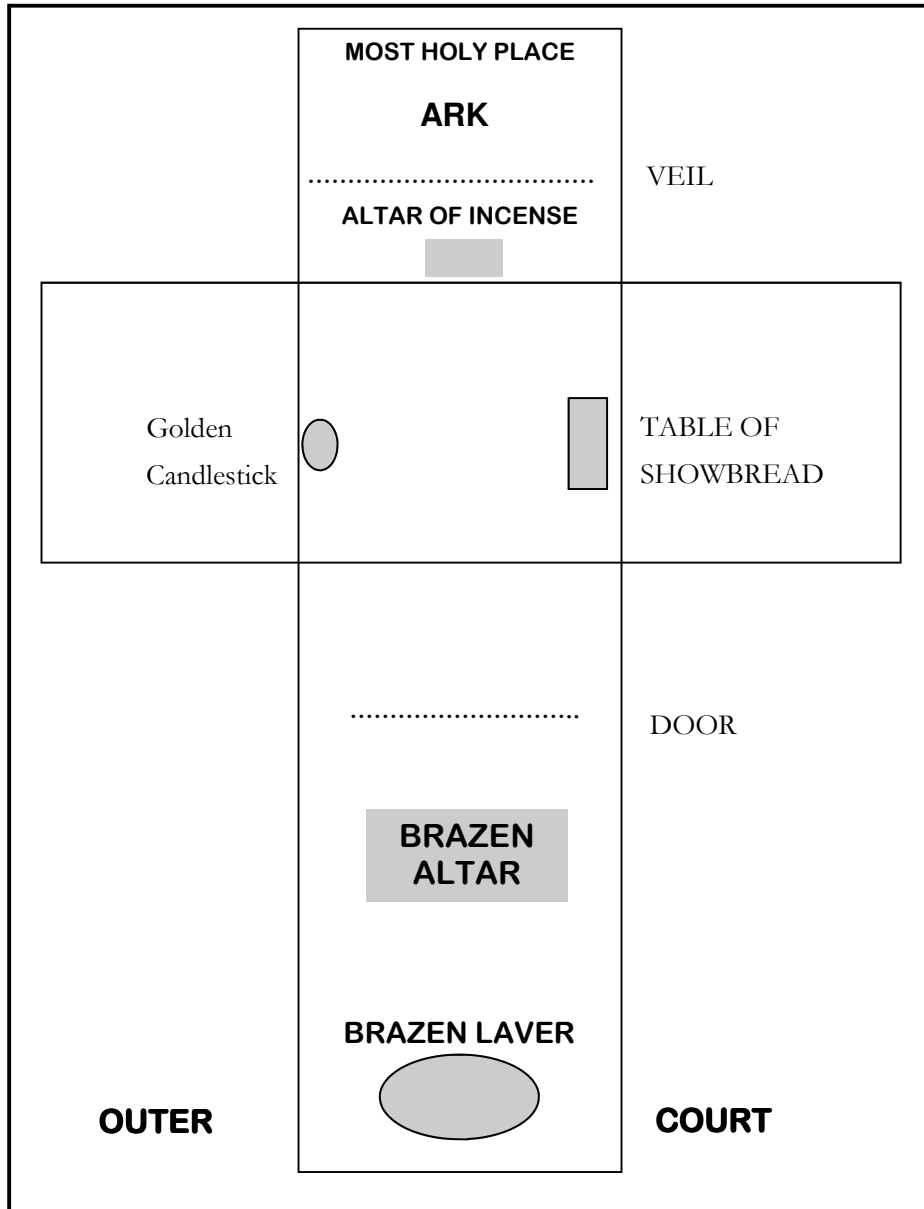 MOST HOLY PLACE
ARK
VEIL
ALTAR OF INCENSE
Golden
Candlestick
TABLE OF
SHOWBREAD
DOOR
BRAZEN
ALTAR
BRAZEN LAVER
OUTER
COURT